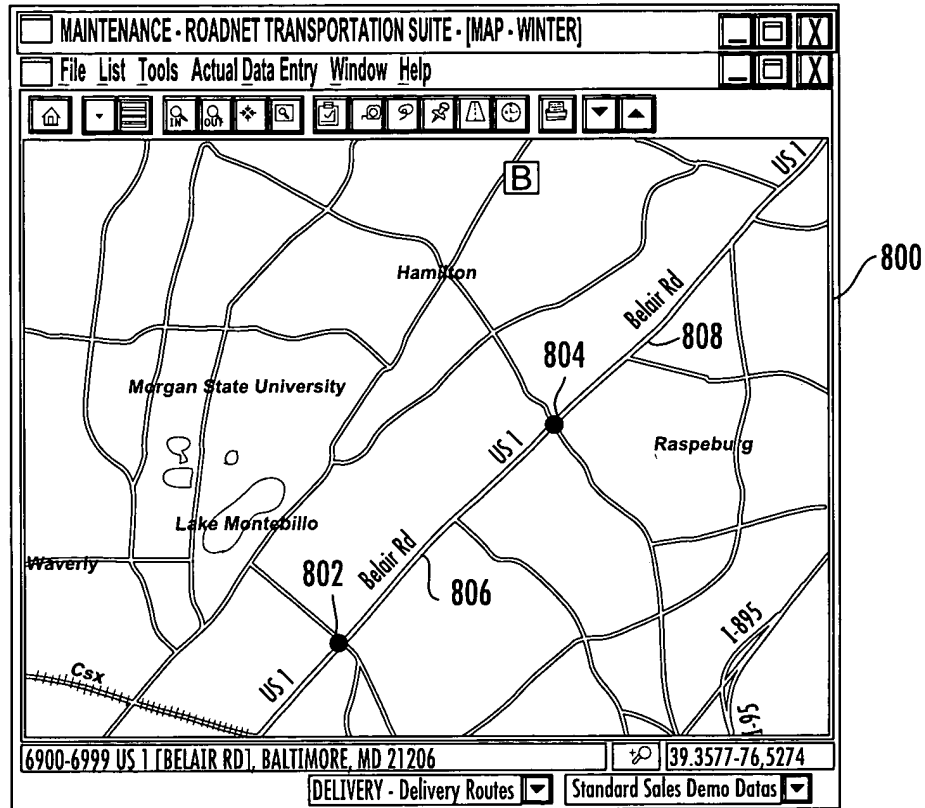 MAINTENANCE - ROADNET TRANSPORTATION SUITE - [MAP - WINTER]
X
File List Tools Actual Data Entry Window Help
X
IN OUT
US 1
B
Hamilton
800
Belair Rd
808
804
Morgan State University
US 1
Raspeburg
Lake Montebillo
Belair Rd
Waverly
802
806
I-895
Csx
US 1
I-95
6900-6999 US 1 [BELAIR RD], BALTIMORE, MD 21206
39.3577-76,5274
DELIVERY - Delivery Routes
Standard Sales Demo Datas